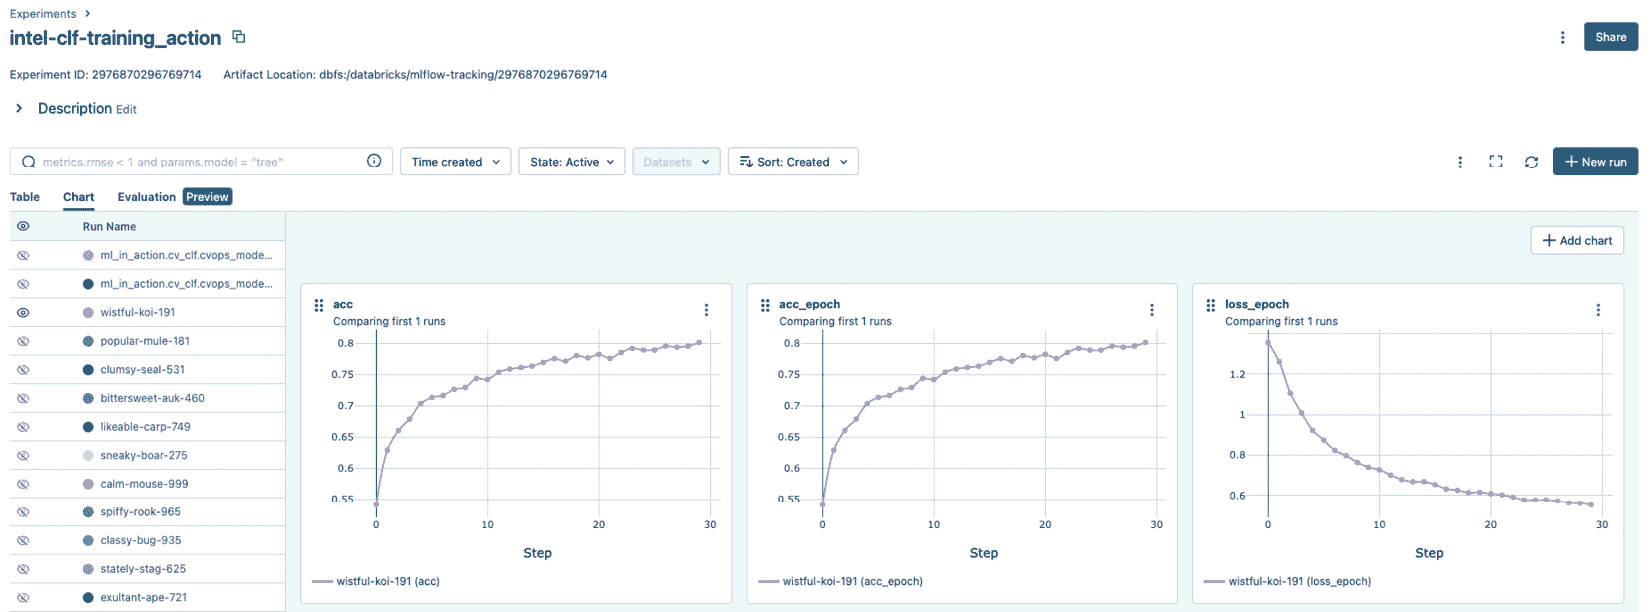 Experiments
intel-clf-training_action
Share
Experiment ID: 2976870296769714 Artifact Location: dbfs:/databricks/mlflow-tracking/2976870296769714
Description Edit
metrics.rmse < 1 and params.model = "tree"
Time created
State: Active
Datasets
Sort: Created
+ New run
Table Chart Evaluation Preview
Run Name
ml_in_action.cv_clf.cvops_mode...
ml_in_action.cv_clf.cvops_mode...
wistful-koi-191
popular-mule-181
clumsy-seal-531
bittersweet-auk-460
likeable-carp-749
sneaky-boar-275
calm-mouse-999
spiffy-rook-965
classy-bug-935
stately-stag-625
exultant-ape-721
+ Add chart
acc
Comparing first 1 runs
0.8
0.75
0.7
0.65
0.6
0.55
0 10 20 30
Step
wistful-koi-191 (acc)
acc_epoch
Comparing first 1 runs
0.8
0.75
0.7
0.65
0.6
0.55
0 10 20 30
Step
wistful-koi-191 (acc_epoch)
loss_epoch
Comparing first 1 runs
1.2
1
0.8
0.6
0 10 20 30
Step
wistful-koi-191 (loss_epoch)